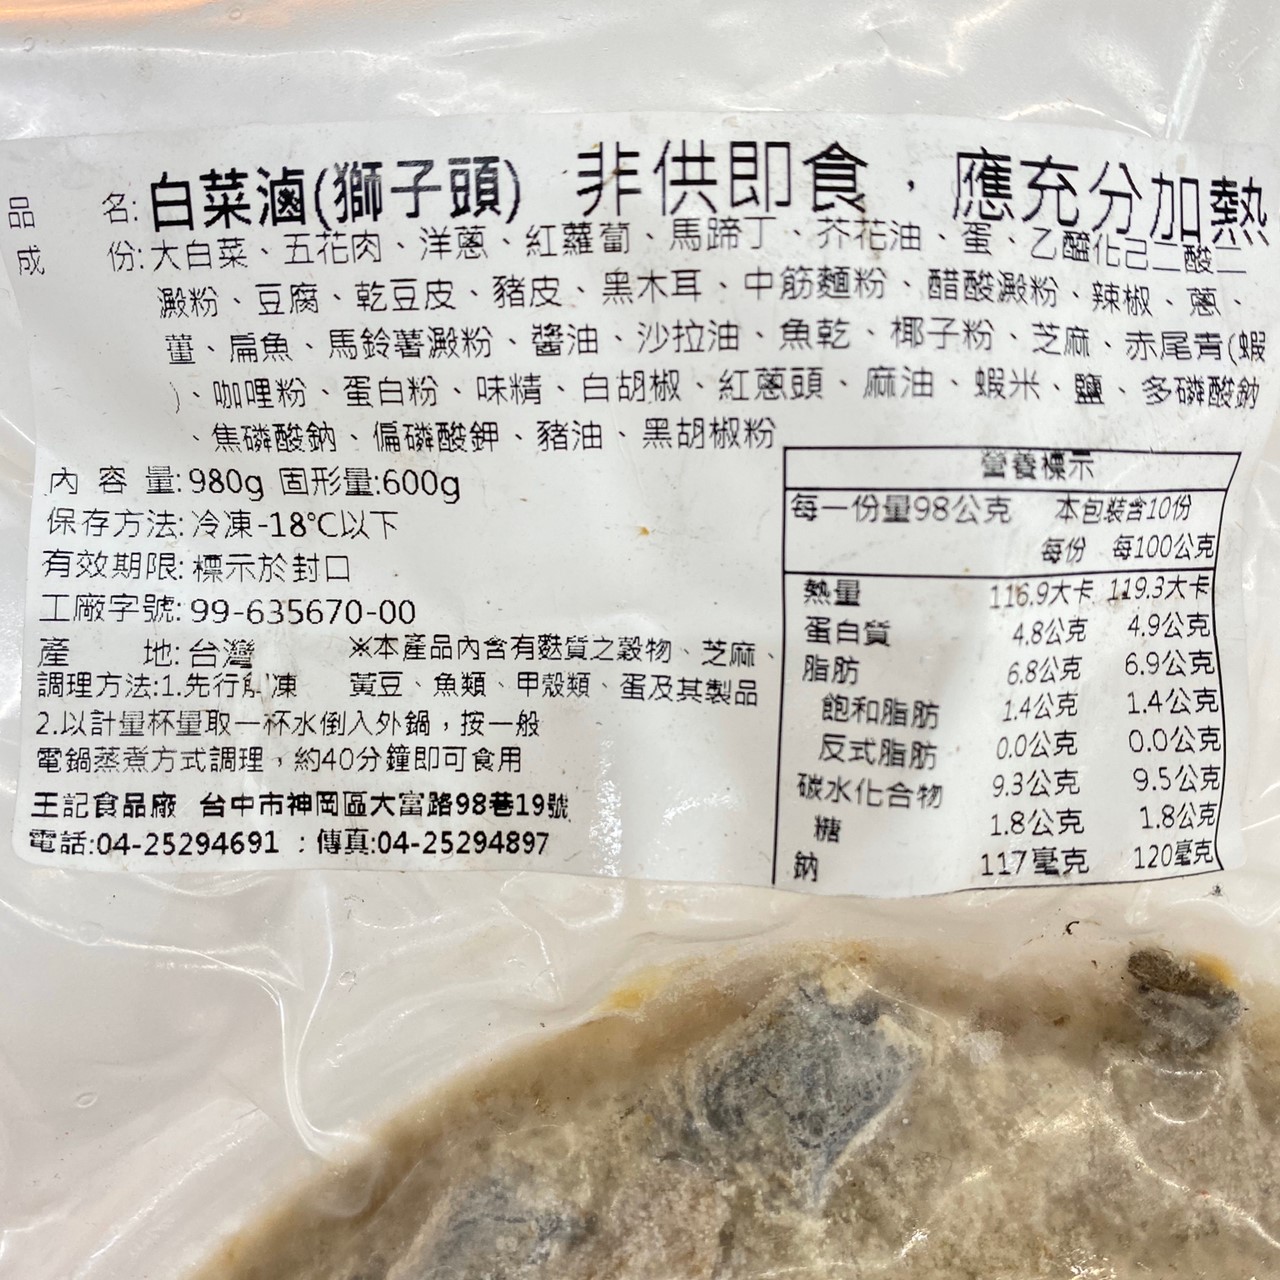 品　　名: 白菜滷(獅子頭)　非供即食，應充分加熱
成　　份: 大白菜、五花肉、洋蔥、紅蘿蔔、馬蹄丁、芥花油、蛋、乙醯化己二酸二
澱粉、豆腐、乾豆皮、豬皮、黑木耳、中筋麵粉、醋酸澱粉、辣椒、蔥、
薑、扁魚、馬鈴薯澱粉、醬油、沙拉油、魚乾、椰子粉、芝麻、赤尾青(蝦
)、咖哩粉、蛋白粉、味精、白胡椒、紅蔥頭、麻油、蝦米、鹽、多磷酸鈉
、焦磷酸鈉、偏磷酸鉀、豬油、黑胡椒粉
內 容 量: 980g 固形量:600g
保存方法: 冷凍-18℃以下
有效期限: 標示於封口
工廠字號: 99-635670-00
產　　地: 台灣　　※本產品內含有麩質之穀物、芝麻、
調理方法:1.先行解凍　黃豆、魚類、甲殼類、蛋及其製品
2.以計量杯量取一杯水倒入外鍋，按一般
電鍋蒸煮方式調理，約40分鐘即可食用
王記食品廠　台中市神岡區大富路98巷19號
電話:04-25294691 ；傳真:04-25294897
營養標示
每一份量98公克　本包裝含10份
每份　每100公克
熱量　116.9大卡　119.3大卡
蛋白質　4.8公克　4.9公克
脂肪　6.8公克　6.9公克
飽和脂肪　1.4公克　1.4公克
反式脂肪　0.0公克　0.0公克
碳水化合物　9.3公克　9.5公克
糖　1.8公克　1.8公克
鈉　117毫克　120毫克